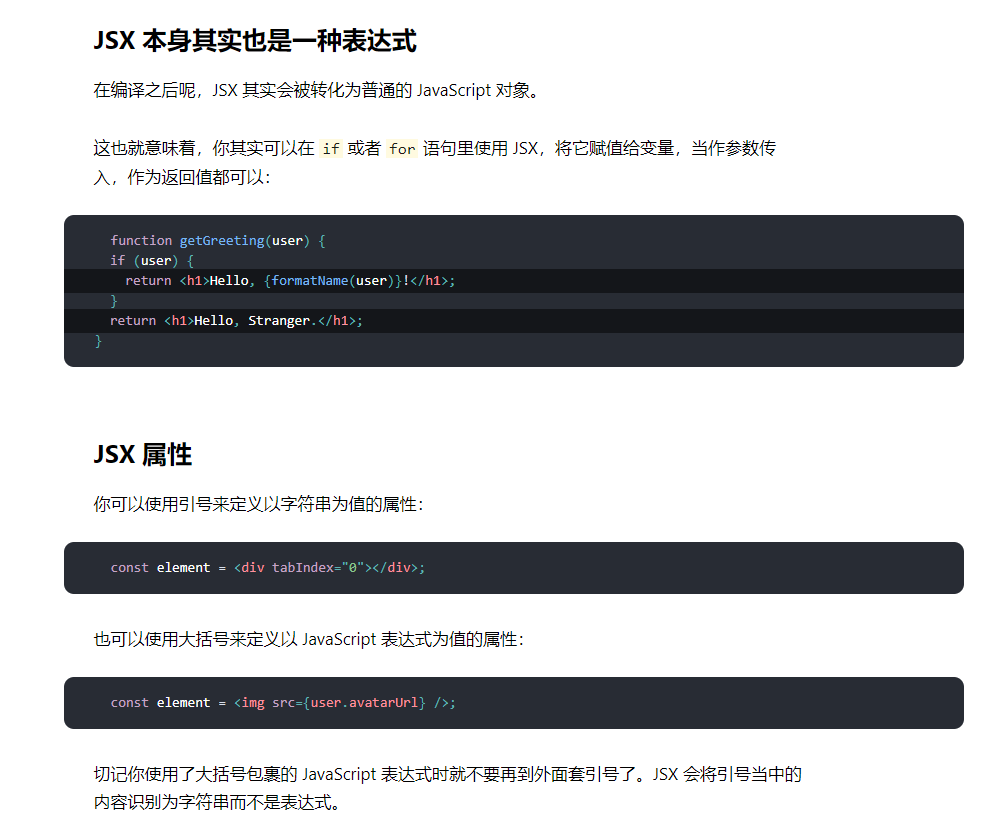 JSX 本身其实也是一种表达式
在编译之后呢，JSX 其实会被转化为普通的 JavaScript 对象。
这也就意味着，你其实可以在 if 或者 for 语句里使用 JSX，将它赋值给变量，当作参数传
入，作为返回值都可以：
function getGreeting(user) {
if (user) {
return <h1>Hello, {formatName(user)}!</h1>;
}
return <h1>Hello, Stranger.</h1>;
}
JSX 属性
你可以使用引号来定义以字符串为值的属性：
const element = <div tabIndex="0"></div>;
也可以使用大括号来定义以 JavaScript 表达式为值的属性：
const element = <img src={user.avatarUrl} />;
切记你使用了大括号包裹的 JavaScript 表达式时就不要再到外面套引号了。JSX 会将引号当中的
内容识别为字符串而不是表达式。